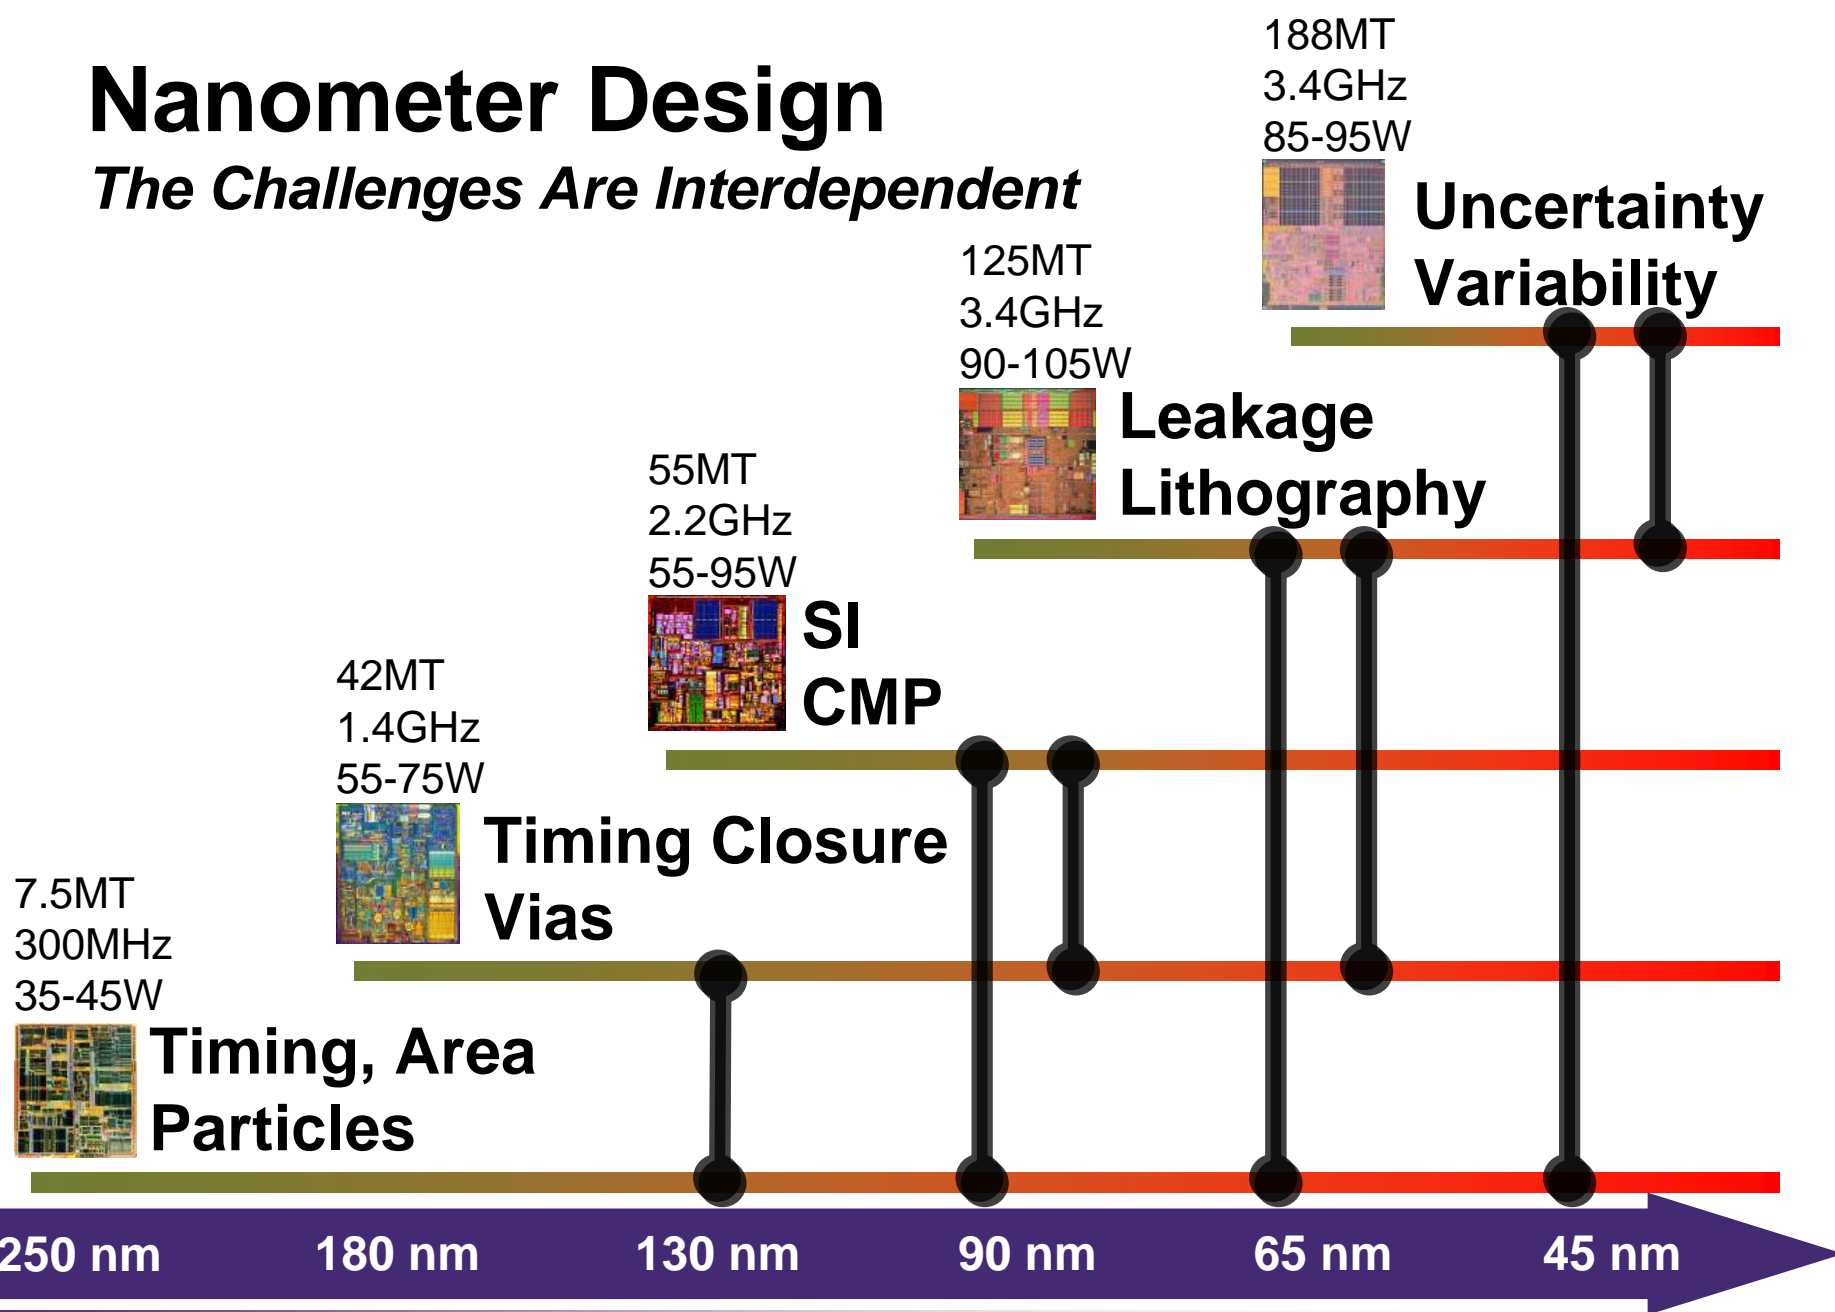 Nanometer Design
The Challenges Are Interdependent
188MT
3.4GHz
85-95W
Uncertainty
Variability
125MT
3.4GHz
90-105W
Leakage
Lithography
55MT
2.2GHz
55-95W
SI
CMP
42MT
1.4GHz
55-75W
Timing Closure
Vias
7.5MT
300MHz
35-45W
Timing, Area
Particles
250 nm
180 nm
130 nm
90 nm
65 nm
45 nm